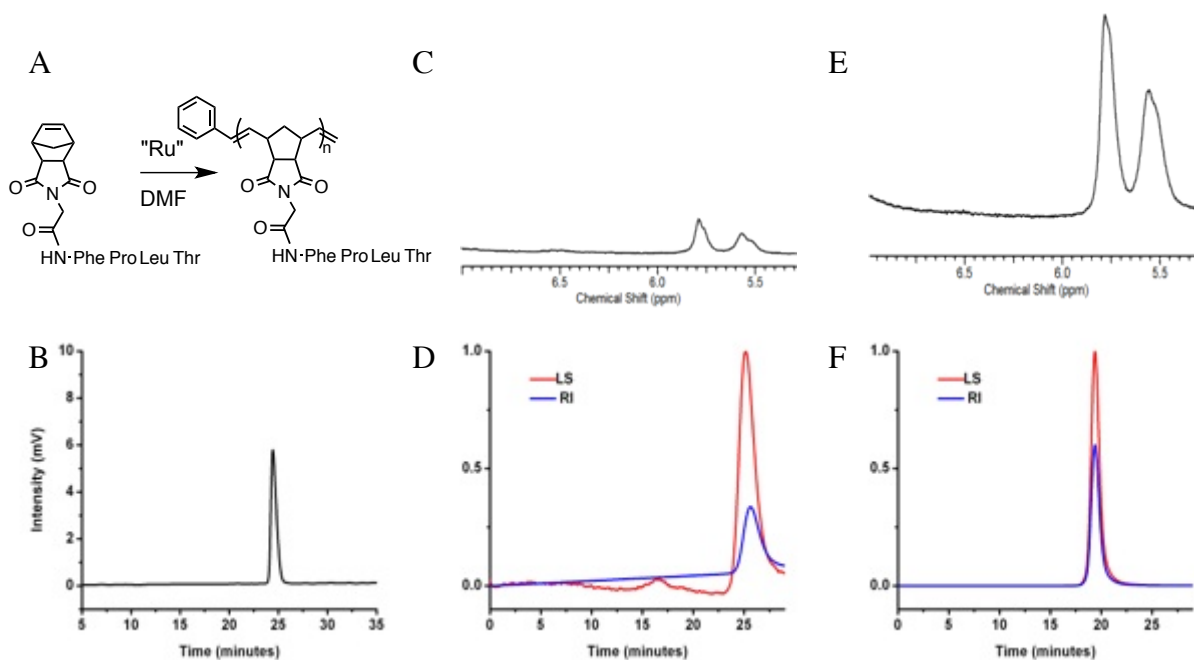 A
"Ru"
DMF
O
N
O
O
HN-Phe Pro Leu Thr
n
O
N
O
O
HN-Phe Pro Leu Thr
C
6.5
6.0
5.5
Chemical Shift (ppm)
E
6.5
6.0
5.5
Chemical Shift (ppm)
B
Intensity (mV)
10
8
6
4
2
0
5
10
15
20
25
30
35
Time (minutes)
D
LS
RI
1.0
0.5
0.0
0
5
10
15
20
25
Time (minutes)
F
LS
RI
1.0
0.5
0.0
0
5
10
15
20
25
Time (minutes)